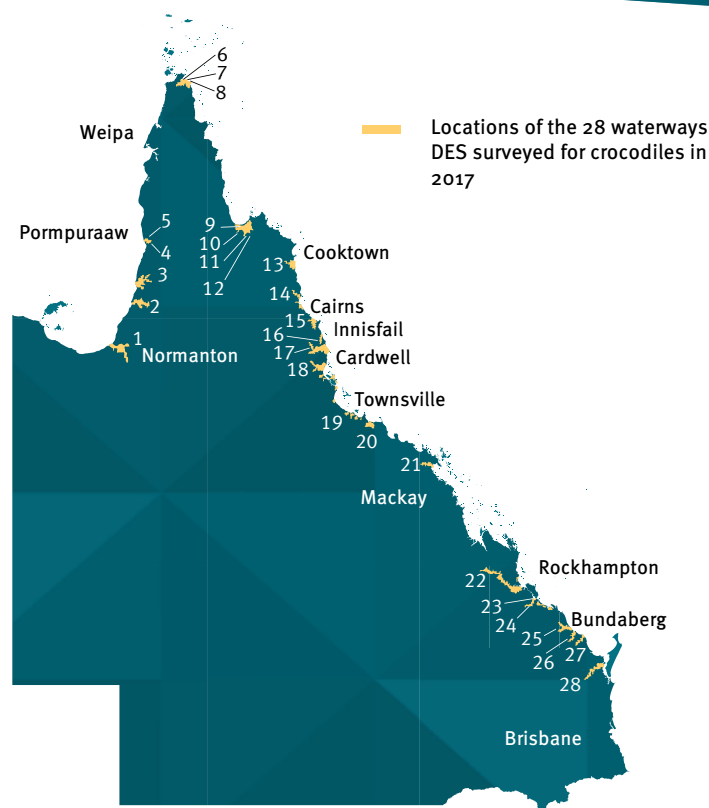 6
7
8
Weipa
Locations of the 28 waterways
DES surveyed for crocodiles in
2017
5
Pormpuraaw
4
9
10
11
12
Cooktown
13
3
2
14
Cairns
15
Innisfail
16
1
Normanton
17
Cardwell
18
Townsville
19
20
21
Mackay
Rockhampton
22
23
24
Bundaberg
25
26
27
28
Brisbane